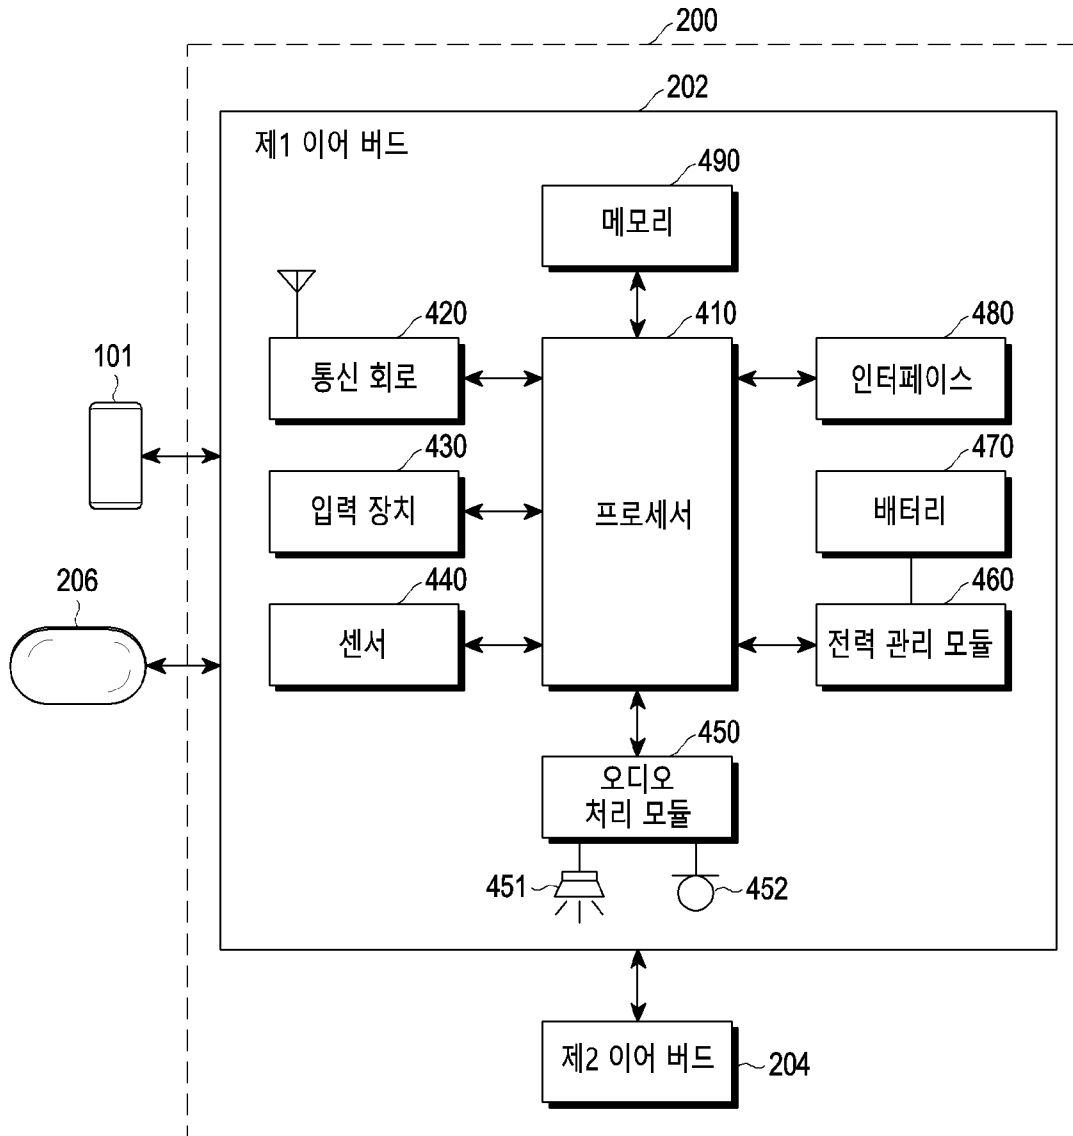 200
202
제1 이어 버드
490
메모리
420
410
480
통신 회로
프로세서
인터페이스
101
430
470
입력 장치
배터리
206
440
460
센서
전력 관리 모듈
450
오디오
처리 모듈
451
452
제2 이어 버드
204